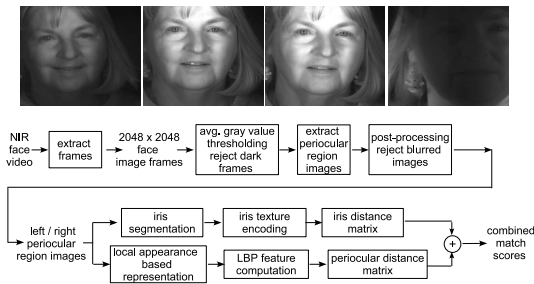 NIR
face
video
extract
frames
2048 x 2048
face
image frames
avg. gray value
thresholding
reject dark
frames
extract
periocular
region
images
post-processing
reject blurred
images
left / right
periocular
region images
iris
segmentation
iris texture
encoding
iris distance
matrix
local appearance
based
representation
LBP feature
computation
periocular distance
matrix
+
combined
match
scores